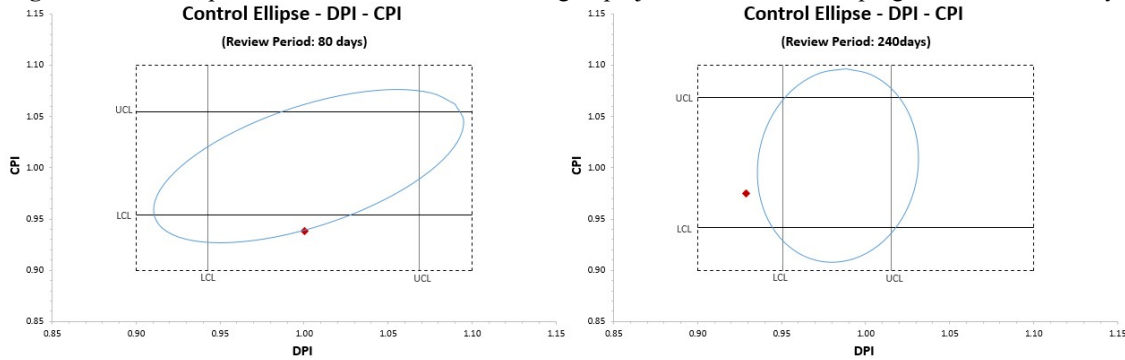 Control Ellipse - DPI - CPI
(Review Period: 80 days)
CPI
1.15
1.10
1.05
1.00
0.95
0.90
0.85
UCL
LCL
LCL
UCL
0.85
0.90
0.95
1.00
1.05
1.10
1.15
DPI
Control Ellipse - DPI - CPI
(Review Period: 240days)
CPI
1.15
1.10
1.05
1.00
0.95
0.90
0.85
UCL
LCL
LCL
UCL
0.85
0.90
0.95
1.00
1.05
1.10
1.15
DPI